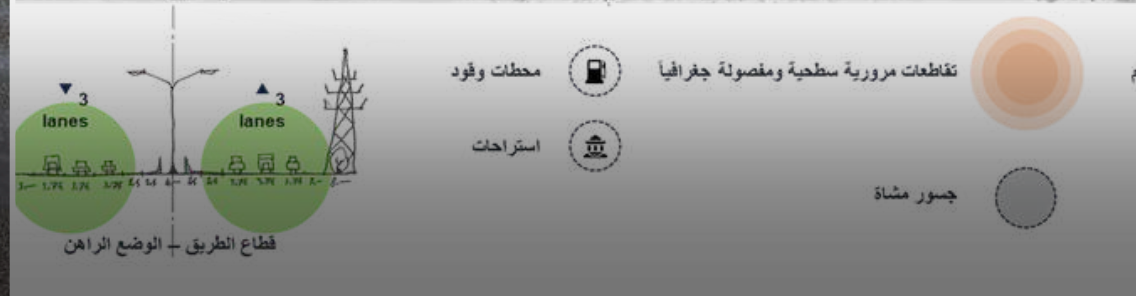 تقاطعات مرورية سطحية ومفصولة جغرافياً
جسور مشاة
محطات وقود
استراحات
3
lanes
3
lanes
قطاع الطريق – الوضع الراهن